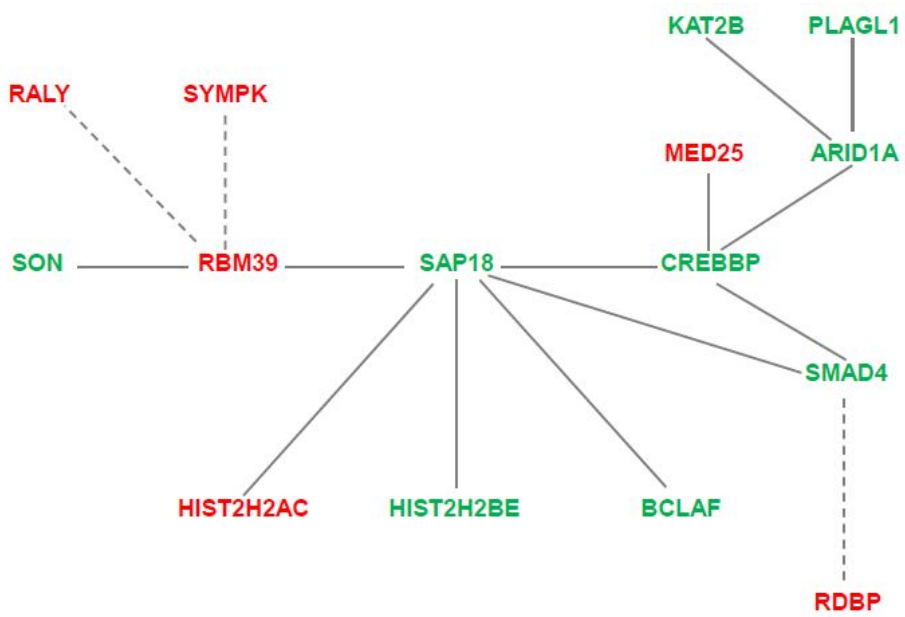 KAT2B PLAGL1
RALY SYMPK
MED25 ARID1A
SON RBM39 SAP18 CREBBP
SMAD4
HIST2H2AC HIST2H2BE BCLAF
RDBP